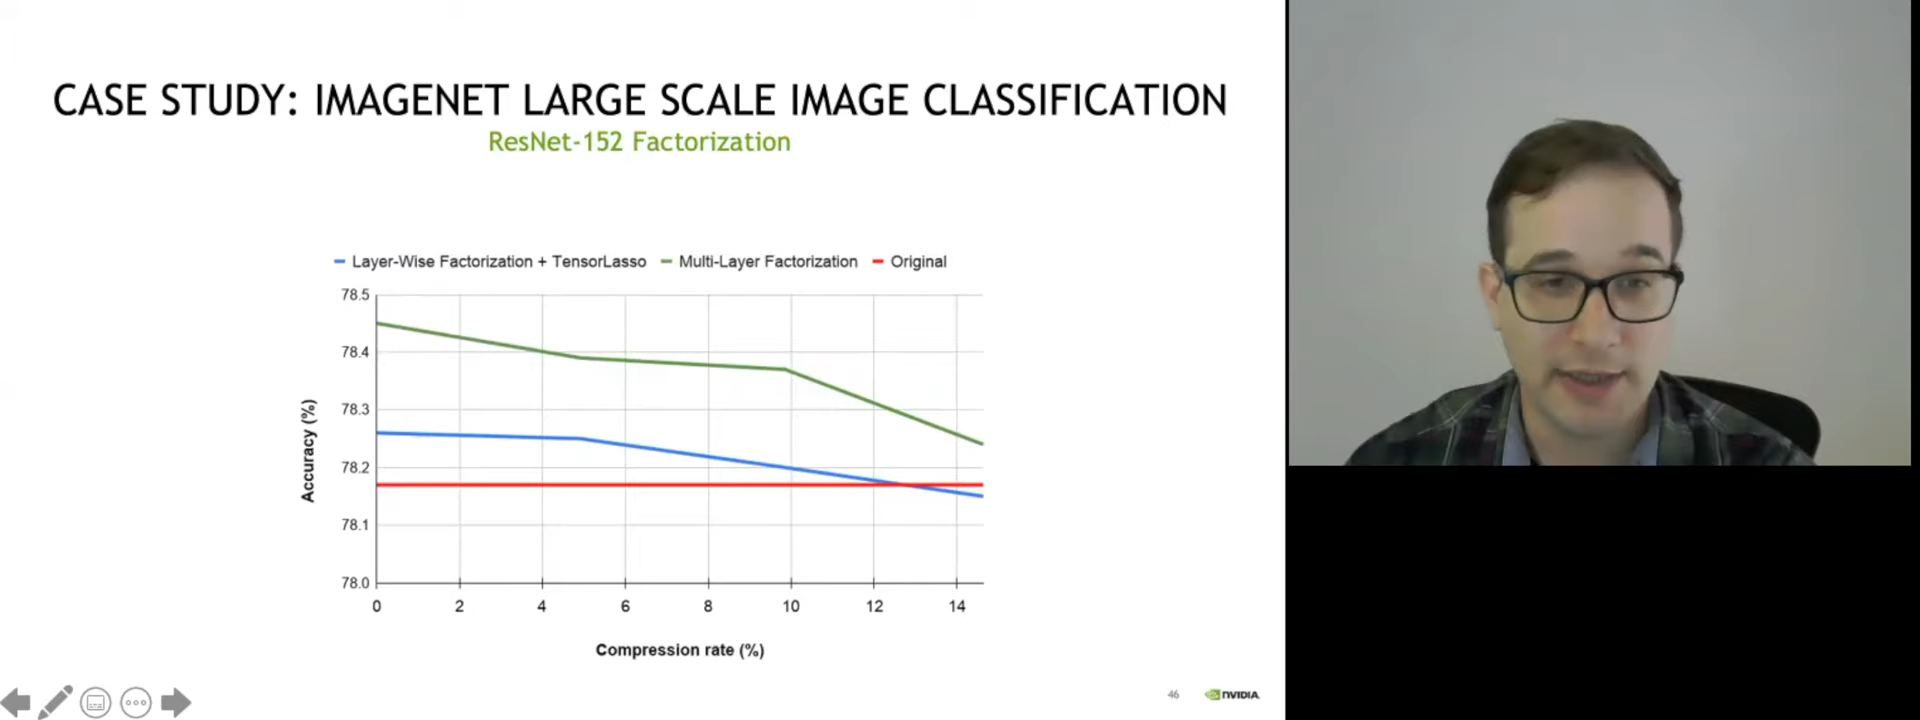 CASE STUDY: IMAGENET LARGE SCALE IMAGE CLASSIFICATION
ResNet-152 Factorization
Layer-Wise Factorization + TensorLasso Multi-Layer Factorization Original
78.5
78.4
78.3
78.2
78.1
78.0
Accuracy (%)
0 2 4 6 8 10 12 14
Compression rate (%)
46 NVIDIA